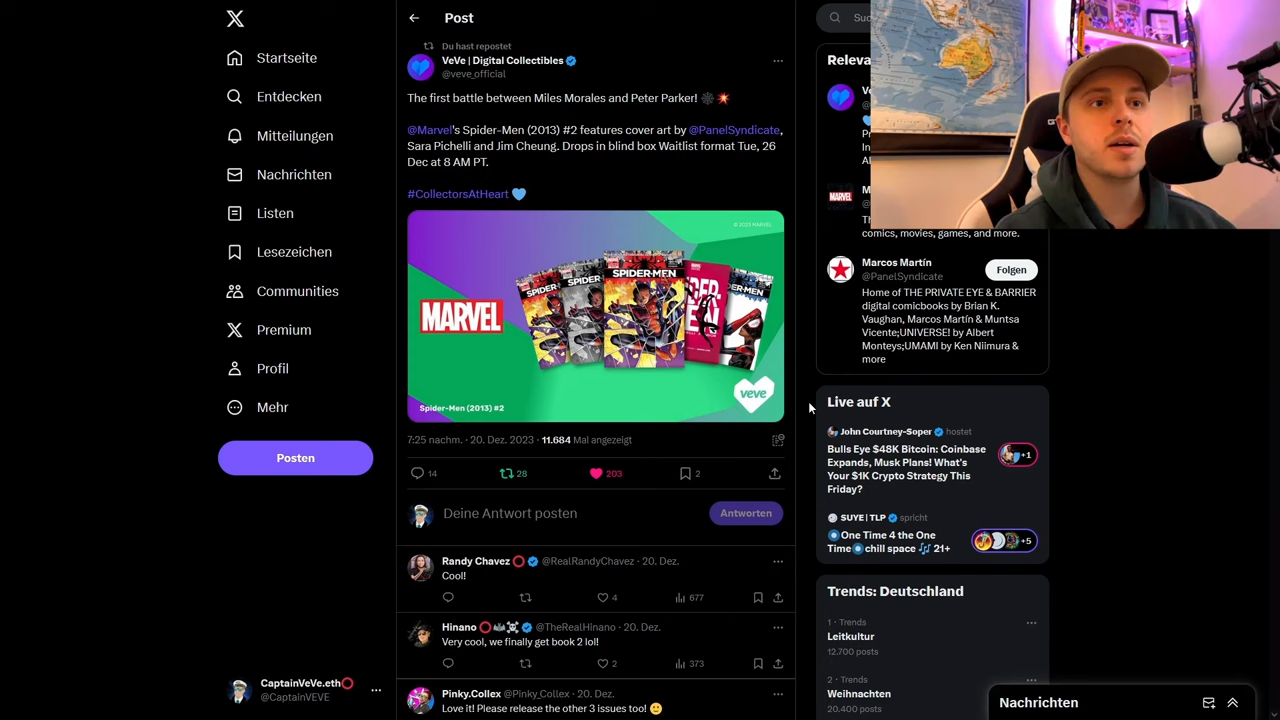 Startseite
Entdecken
Mitteilungen
Nachrichten
Listen
Lesezeichen
Communities
Premium
Profil
Mehr
Posten
CaptainVeVe.eth
@CaptainVEVE
Post
Du hast repostet
VeVe | Digital Collectibles
@veve_official
The first battle between Miles Morales and Peter Parker!
@Marvel's Spider-Men (2013) #2 features cover art by @PanelSyndicate,
Sara Pichelli and Jim Cheung. Drops in blind box Waitlist format Tue, 26
Dec at 8 AM PT.
#CollectorsAtHeart
© 2023 MARVEL
SPIDER-MEN
MARVEL
veve
Spider-Men (2013) #2
7:25 nachm. · 20. Dez. 2023 · 11.684 Mal angezeigt
14
28
203
2
Deine Antwort posten
Antworten
Randy Chavez @RealRandyChavez · 20. Dez.
Cool!
4
677
Hinano @TheRealHinano · 20. Dez.
Very cool, we finally get book 2 lol!
2
373
Pinky.Collex @Pinky_Collex · 20. Dez.
Love it! Please release the other 3 issues too!
comics, movies, games, and more.
MARVEL
Marcos Martín
@PanelSyndicate
Folgen
Home of THE PRIVATE EYE & BARRIER
digital comicbooks by Brian K.
Vaughan, Marcos Martín & Muntsa
Vicente;UNIVERSE! by Albert
Monteys;UMAMI by Ken Niimura &
more
Live auf X
John Courtney-Soper hostet
Bulls Eye $48K Bitcoin: Coinbase
Expands, Musk Plans! What's
Your $1K Crypto Strategy This
Friday?
+1
SUYE | TLP spricht
One Time 4 the One
Time chill space 21+
+5
Trends: Deutschland
1 · Trends
Leitkultur
12.700 posts
2 · Trends
Weihnachten
20.400 posts
Nachrichten